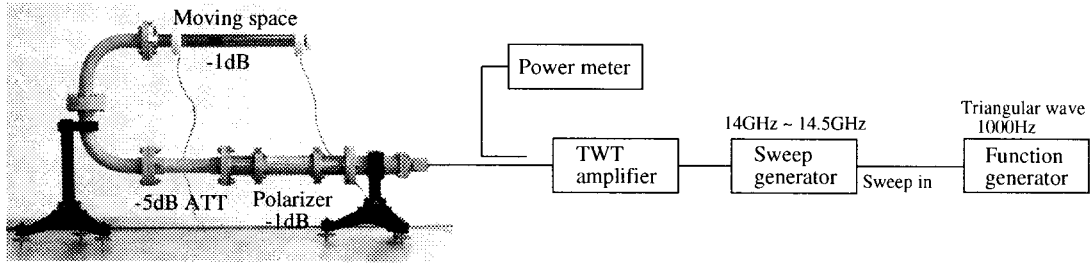 Moving space
-1dB
-5dB ATT
Polarizer
-1dB
Power meter
TWT
amplifier
14GHz ~ 14.5GHz
Sweep
generator
Sweep in
Triangular wave
1000Hz
Function
generator